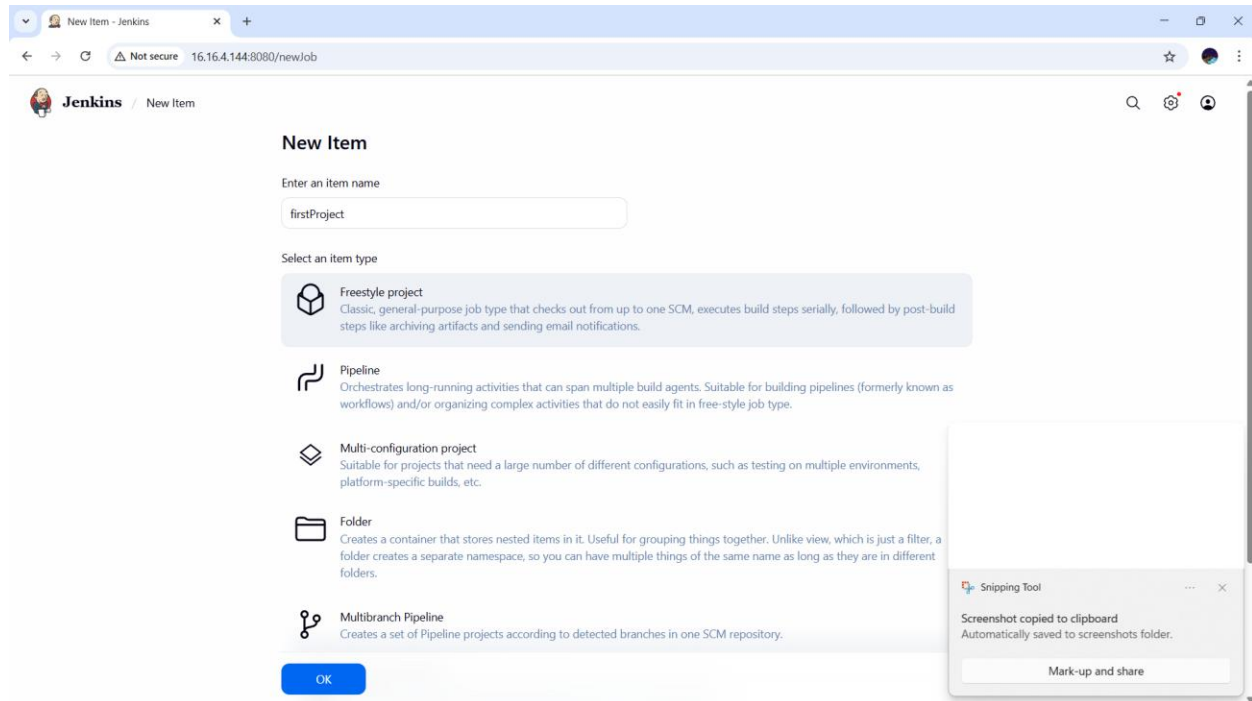 New Item - Jenkins
Not secure 16.16.4.144:8080/newJob
Jenkins / New Item
New Item
Enter an item name
firstProject
Select an item type
Freestyle project
Classic, general-purpose job type that checks out from up to one SCM, executes build steps serially, followed by post-build
steps like archiving artifacts and sending email notifications.
Pipeline
Orchestrates long-running activities that can span multiple build agents. Suitable for building pipelines (formerly known as
workflows) and/or organizing complex activities that do not easily fit in free-style job type.
Multi-configuration project
Suitable for projects that need a large number of different configurations, such as testing on multiple environments,
platform-specific builds, etc.
Folder
Creates a container that stores nested items in it. Useful for grouping things together. Unlike view, which is just a filter, a
folder creates a separate namespace, so you can have multiple things of the same name as long as they are in different
folders.
Multibranch Pipeline
Creates a set of Pipeline projects according to detected branches in one SCM repository.
OK
Snipping Tool
Screenshot copied to clipboard
Automatically saved to screenshots folder.
Mark-up and share